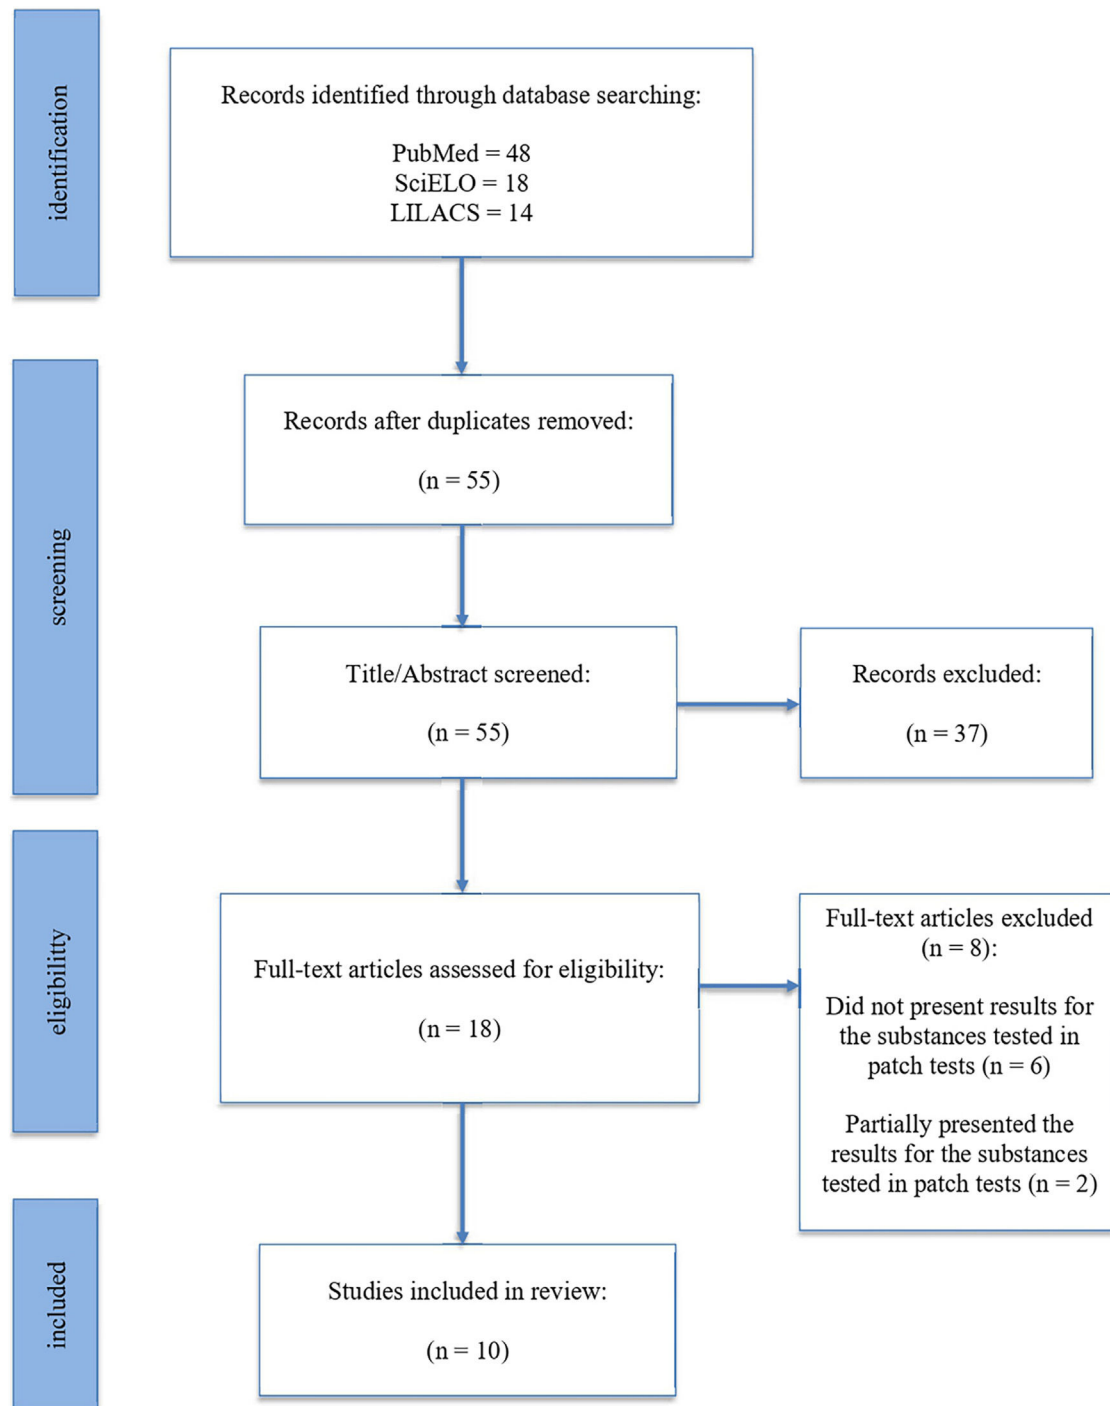 identification
Records identified through database searching:
PubMed = 48
SciELO = 18
LILACS = 14
screening
Records after duplicates removed:
(n = 55)
Title/Abstract screened:
(n = 55)
Records excluded:
(n = 37)
eligibilitty
Full-text articles assessed for eligibility:
(n = 18)
Full-text articles excluded
(n = 8):
Did not present results for
the substances tested in
patch tests (n = 6)
Partially presented the
results for the substances
tested in patch tests (n = 2)
included
Studies included in review:
(n = 10)